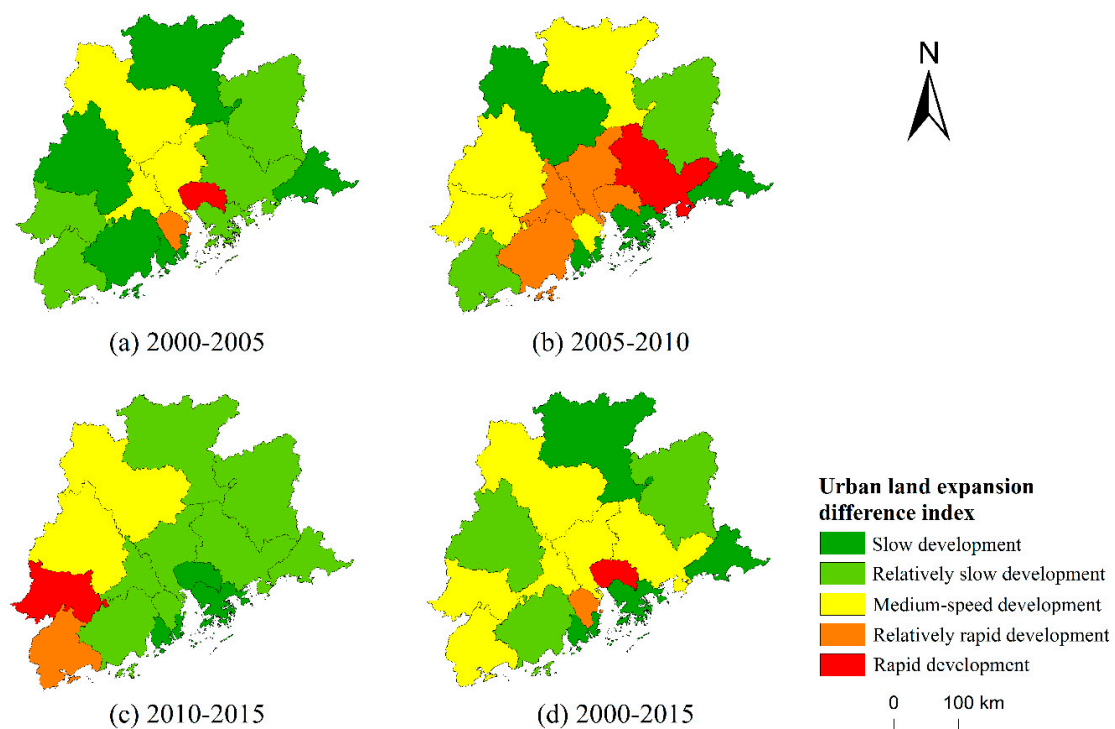 N
(a) 2000-2005
(b) 2005-2010
(c) 2010-2015
(d) 2000-2015
Urban land expansion
difference index
Slow development
Relatively slow development
Medium-speed development
Relatively rapid development
Rapid development
0 100 km